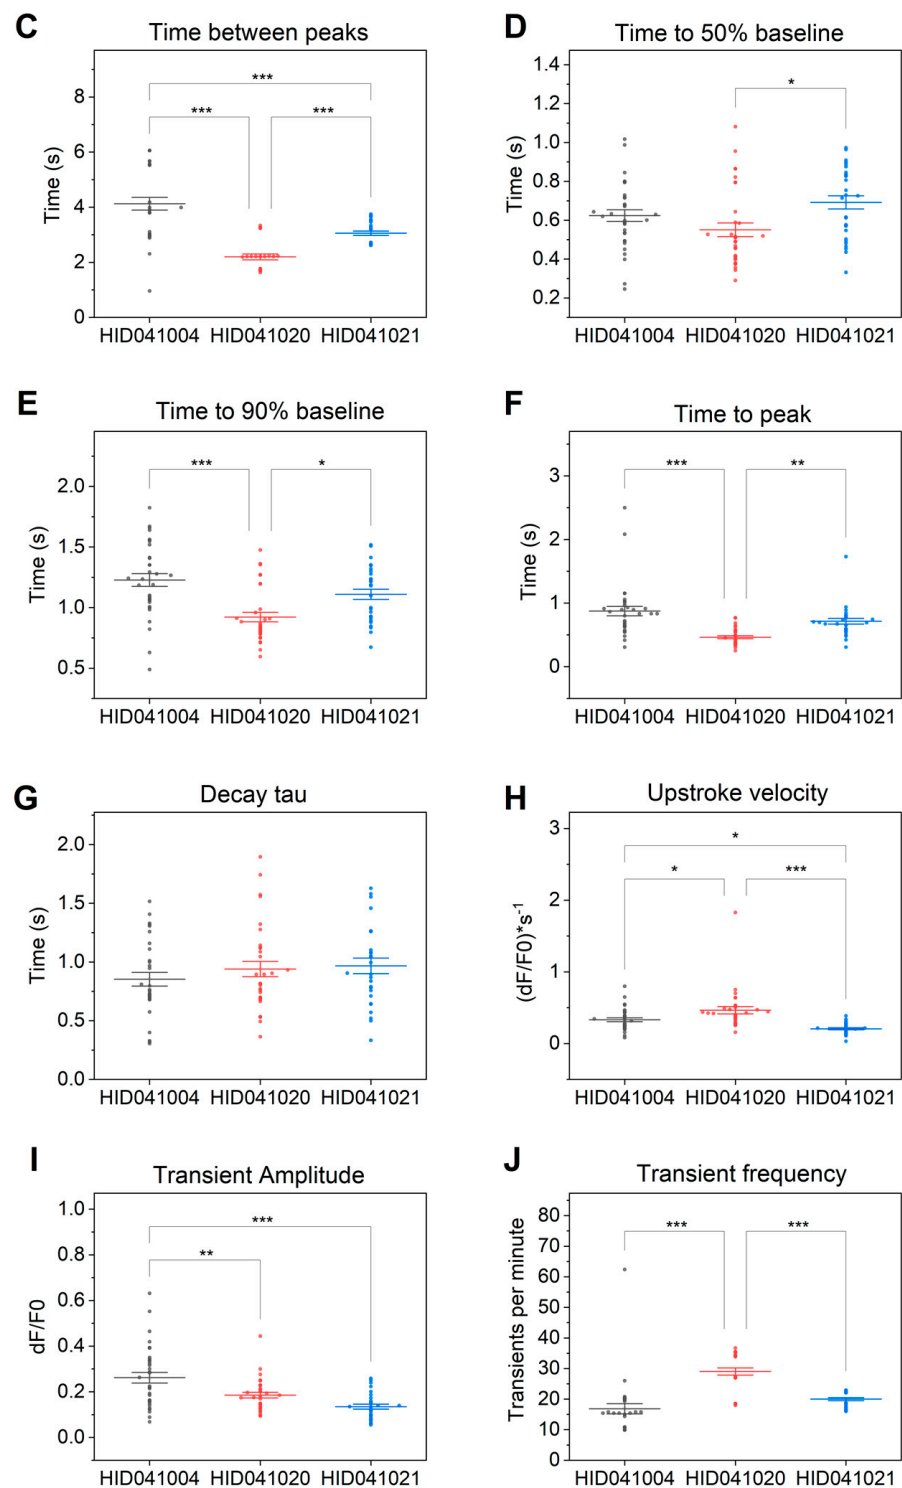 C
Time between peaks
Time (s)
8
6
4
2
0
***
***
***
HID041004 HID041020 HID041021
D
Time to 50% baseline
Time (s)
1.4
1.2
1.0
0.8
0.6
0.4
0.2
*
HID041004 HID041020 HID041021
E
Time to 90% baseline
Time (s)
2.0
1.5
1.0
0.5
***
*
HID041004 HID041020 HID041021
F
Time to peak
Time (s)
3
2
1
0
***
**
HID041004 HID041020 HID041021
G
Decay tau
Time (s)
2.0
1.5
1.0
0.5
0.0
HID041004 HID041020 HID041021
H
Upstroke velocity
(dF/F0)*s-1
3
2
1
0
*
*
***
HID041004 HID041020 HID041021
I
Transient Amplitude
dF/F0
1.0
0.8
0.6
0.4
0.2
0.0
***
**
HID041004 HID041020 HID041021
J
Transient frequency
Transients per minute
80
70
60
50
40
30
20
10
0
***
***
HID041004 HID041020 HID041021